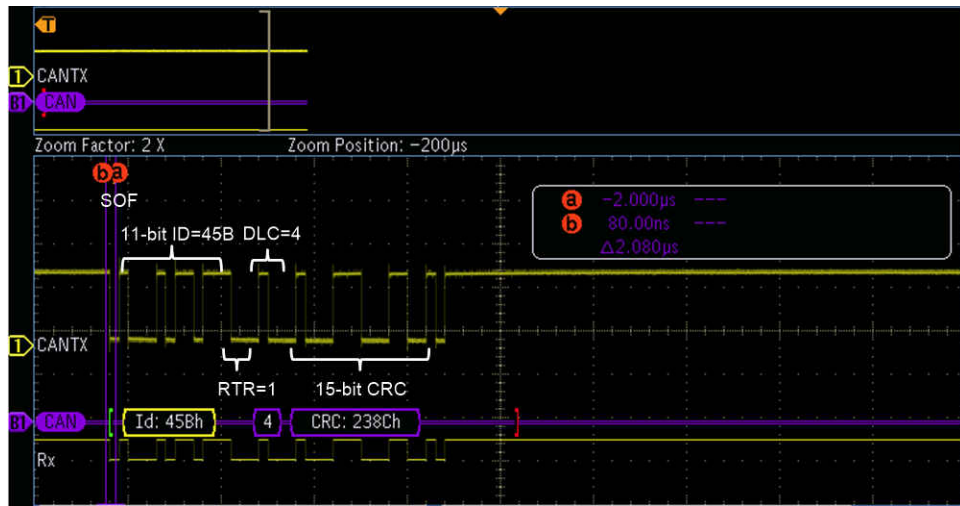 T
1 CANTX
B1 CAN
Zoom Factor: 2 X Zoom Position: -200µs
b a
SOF
a -2.000µs ---
b 80.00ns ---
Δ2.080µs
11-bit ID=45B DLC=4
1 CANTX
RTR=1 15-bit CRC
B1 CAN Id: 45Bh 4 CRC: 238Ch
Rx